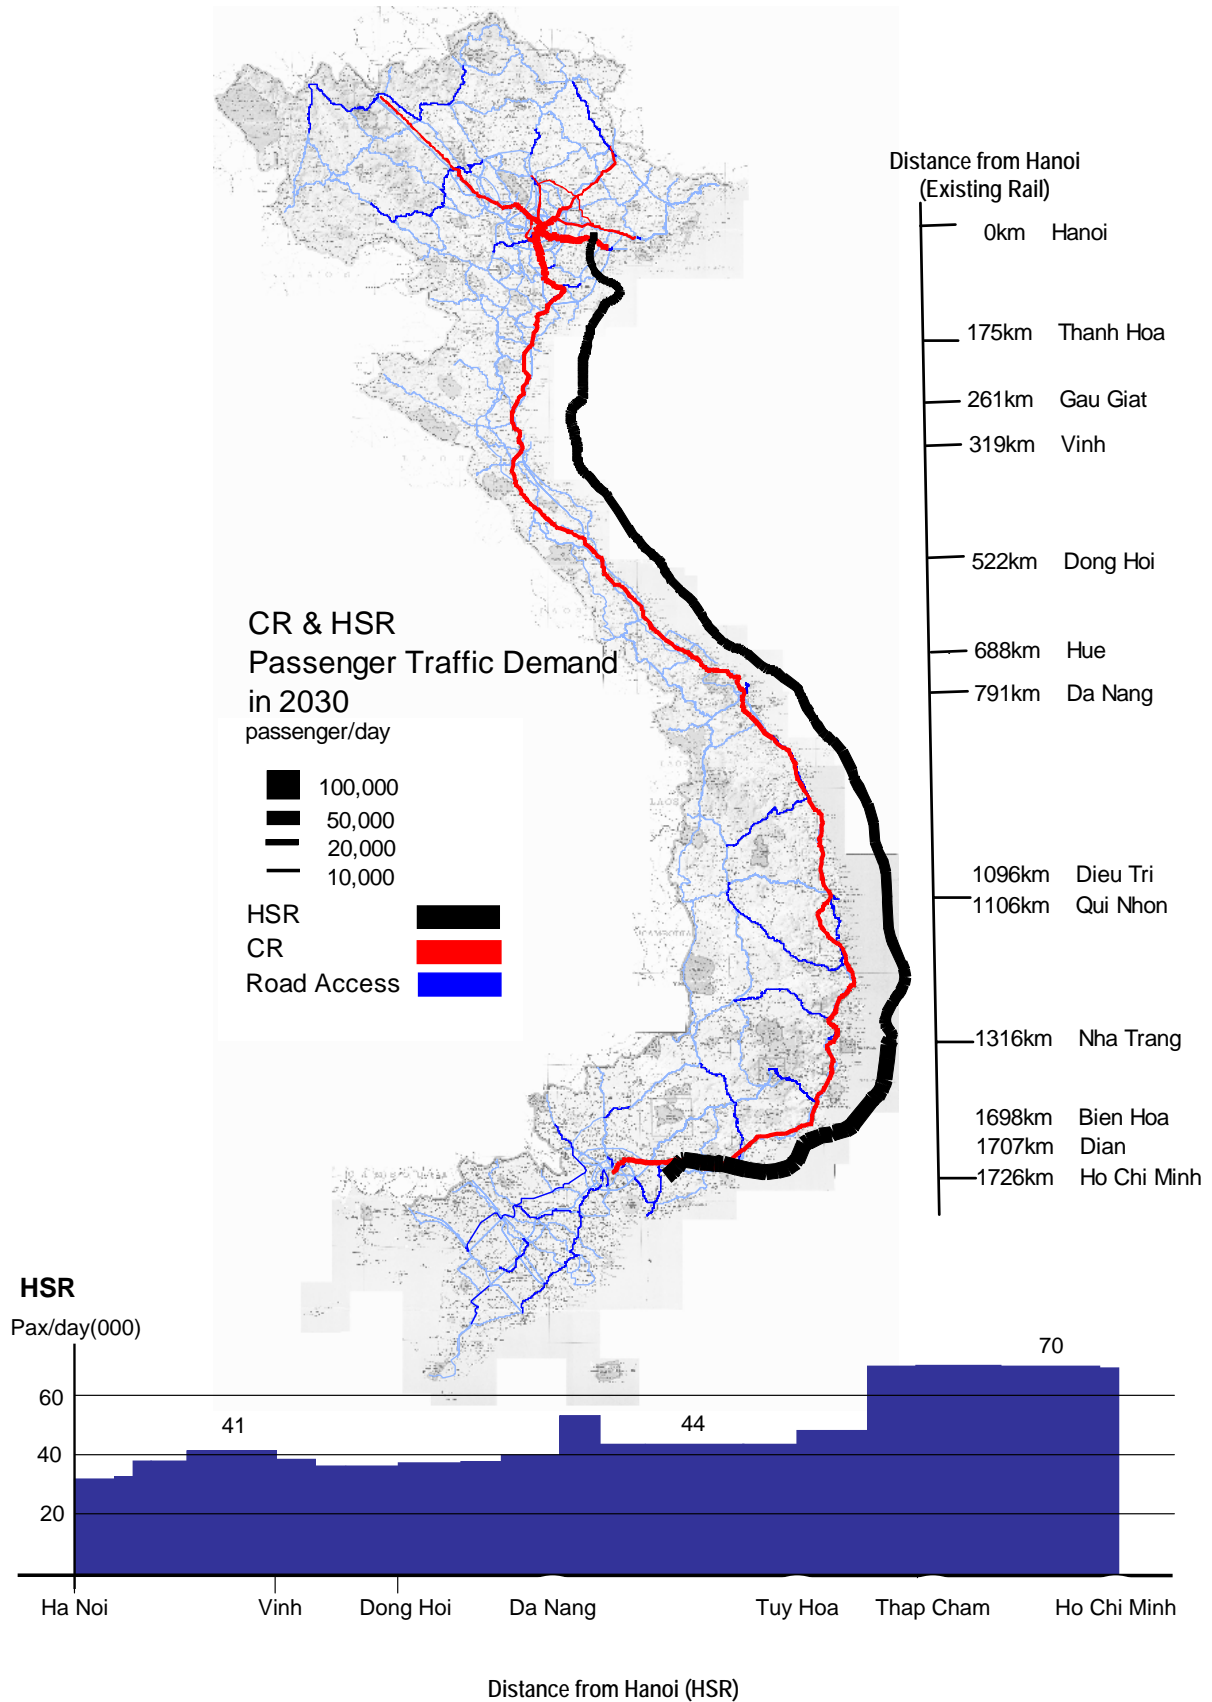 Distance from Hanoi
(Existing Rail)
0km Hanoi
175km Thanh Hoa
261km Gau Giat
319km Vinh
522km Dong Hoi
688km Hue
791km Da Nang
1096km Dieu Tri
1106km Qui Nhon
1316km Nha Trang
1698km Bien Hoa
1707km Dian
1726km Ho Chi Minh
CR & HSR
Passenger Traffic Demand
in 2030
passenger/day
100,000
50,000
20,000
10,000
HSR
CR
Road Access
HSR
Pax/day(000)
70
60
41
44
40
20
Ha Noi Vinh Dong Hoi Da Nang Tuy Hoa Thap Cham Ho Chi Minh
Distance from Hanoi (HSR)